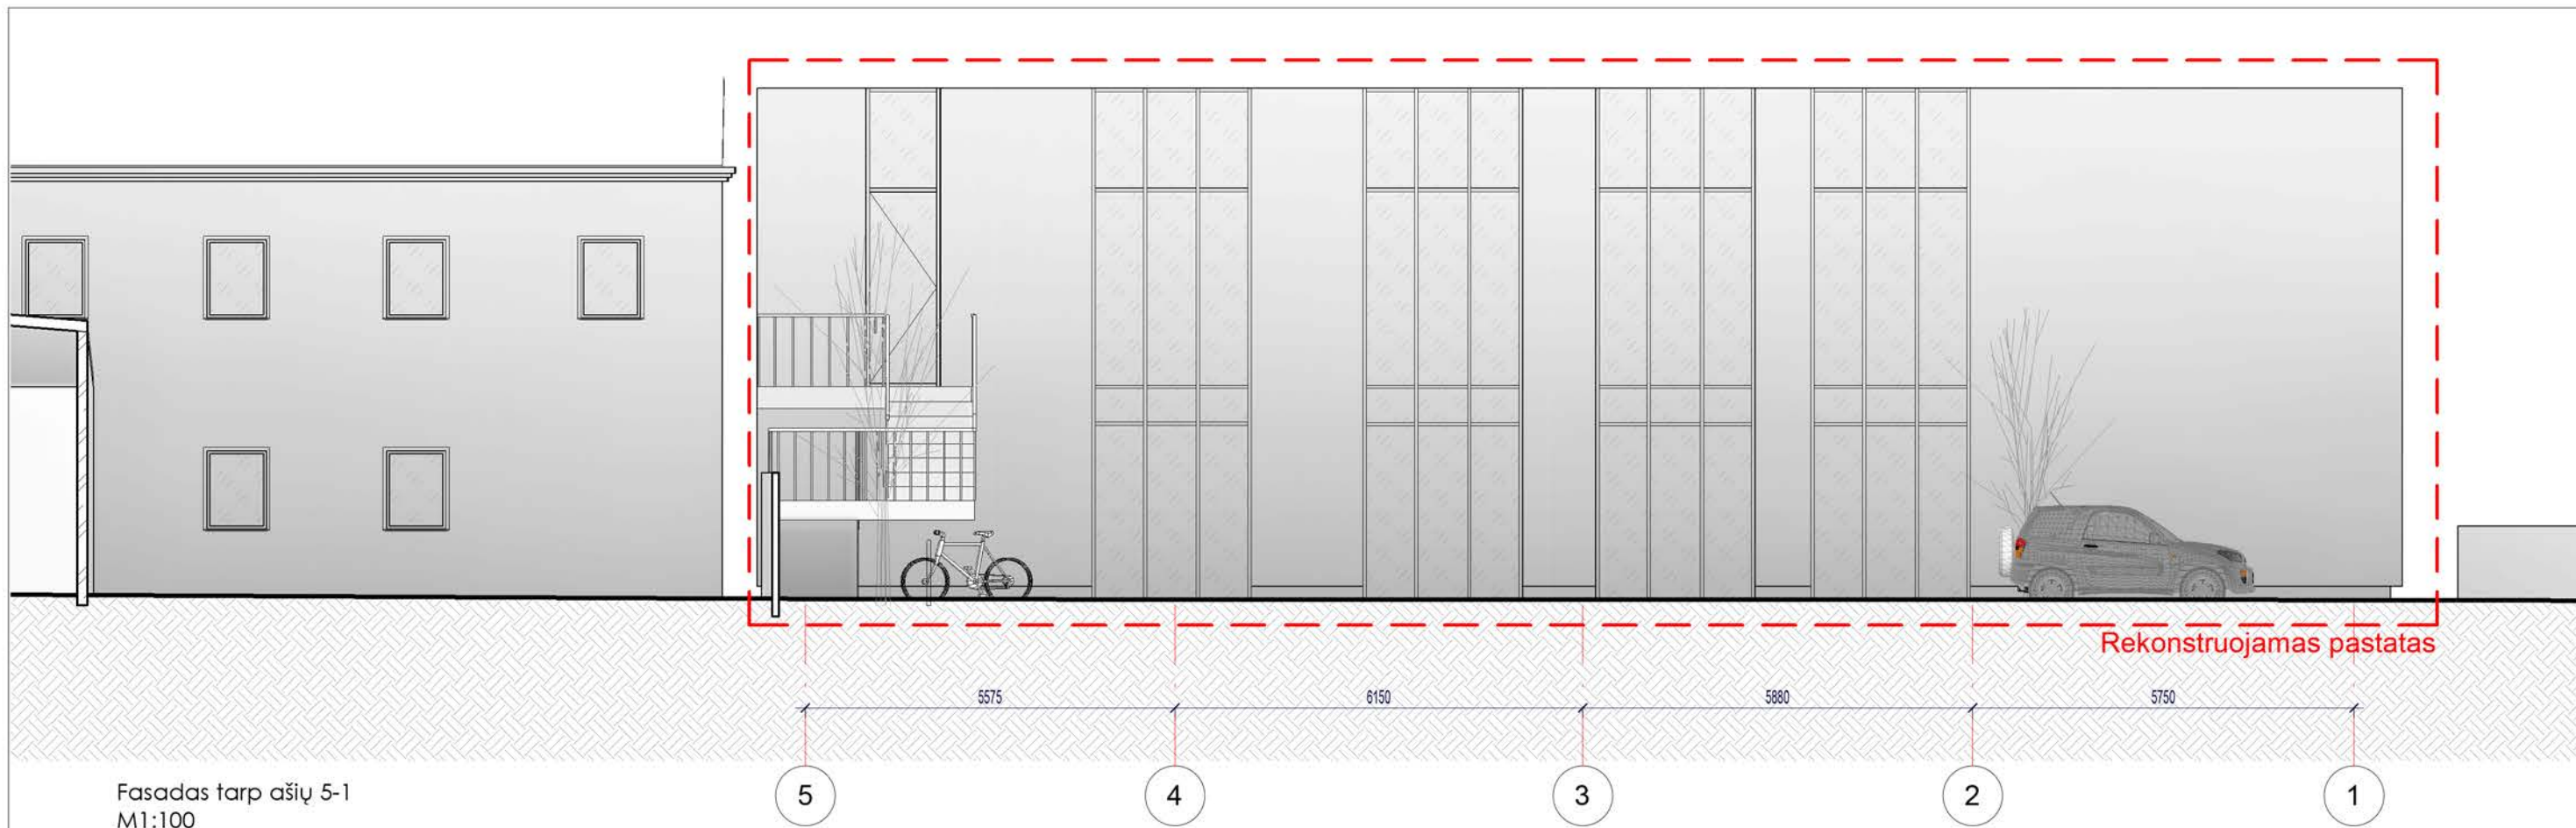 Rekonstruojamas pastatas
5575 6150 5880 5750
5 4 3 2 1
Fasadas tarp ašių 5-1
M1:100